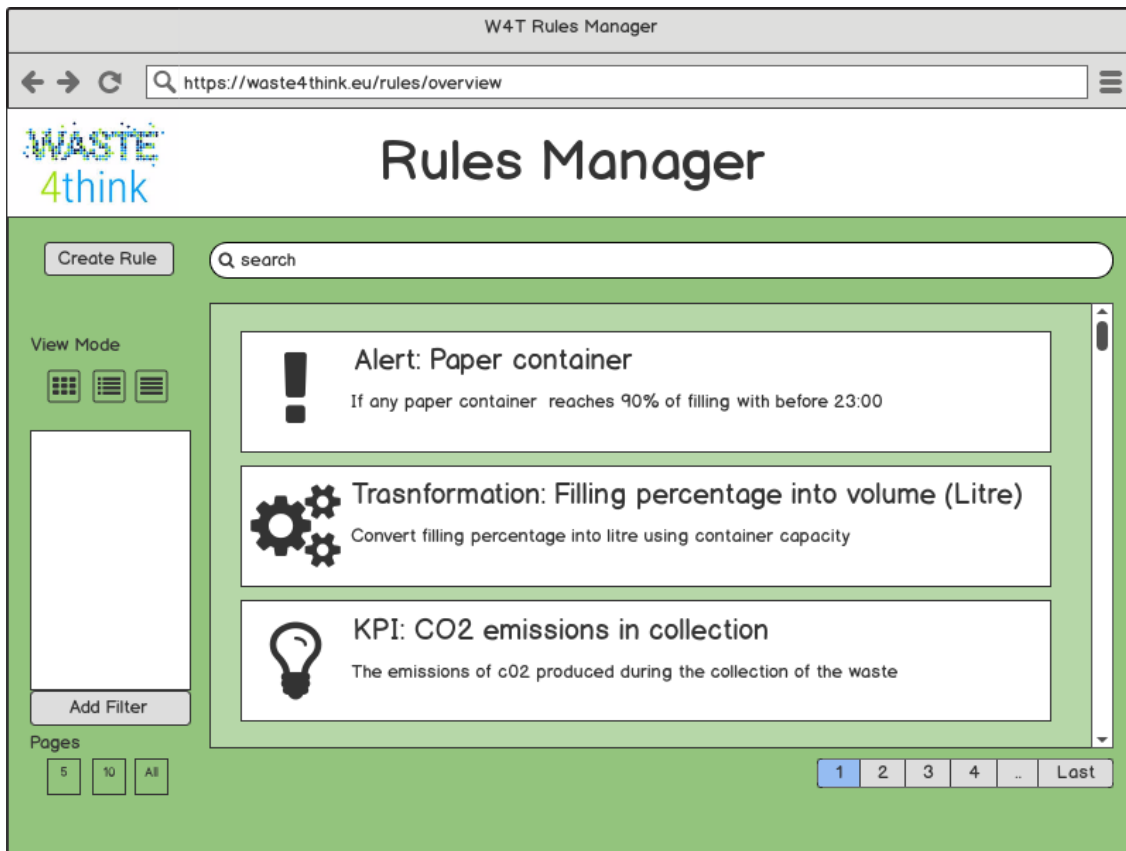 W4T Rules Manager
https://waste4think.eu/rules/overview
WASTE
4think
Rules Manager
Create Rule
search
View Mode
Alert: Paper container
If any paper container reaches 90% of filling with before 23:00
Trasnformation: Filling percentage into volume (Litre)
Convert filling percentage into litre using container capacity
KPI: CO2 emissions in collection
The emissions of c02 produced during the collection of the waste
Add Filter
Pages
5 10 All
1 2 3 4 .. Last